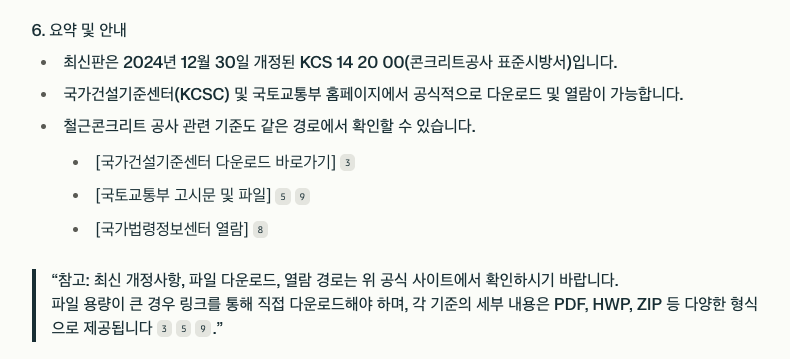 6. 요약 및 안내
최신판은 2024년 12월 30일 개정된 KCS 14 20 00(콘크리트공사 표준시방서)입니다.
국가건설기준센터(KCSC) 및 국토교통부 홈페이지에서 공식적으로 다운로드 및 열람이 가능합니다.
철근콘크리트 공사 관련 기준도 같은 경로에서 확인할 수 있습니다.
[국가건설기준센터 다운로드 바로가기] 3
[국토교통부 고시문 및 파일] 5 9
[국가법령정보센터 열람] 8
“참고: 최신 개정사항, 파일 다운로드, 열람 경로는 위 공식 사이트에서 확인하시기 바랍니다.
파일 용량이 큰 경우 링크를 통해 직접 다운로드해야 하며, 각 기준의 세부 내용은 PDF, HWP, ZIP 등 다양한 형식
으로 제공됩니다 3 5 9 .”